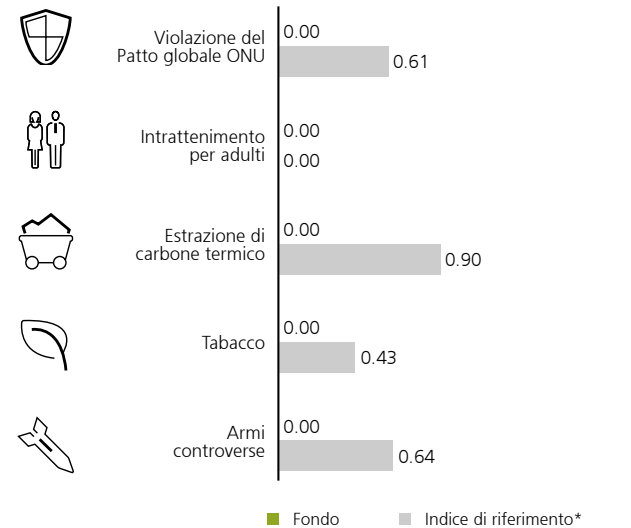 Violazione del
Patto globale ONU
0.00
0.61
Intrattenimento
per adulti
0.00
0.00
Estrazione di
carbone termico
0.00
0.90
Tabacco
0.00
0.43
Armi
controverse
0.00
0.64
Fondo
Indice di riferimento*